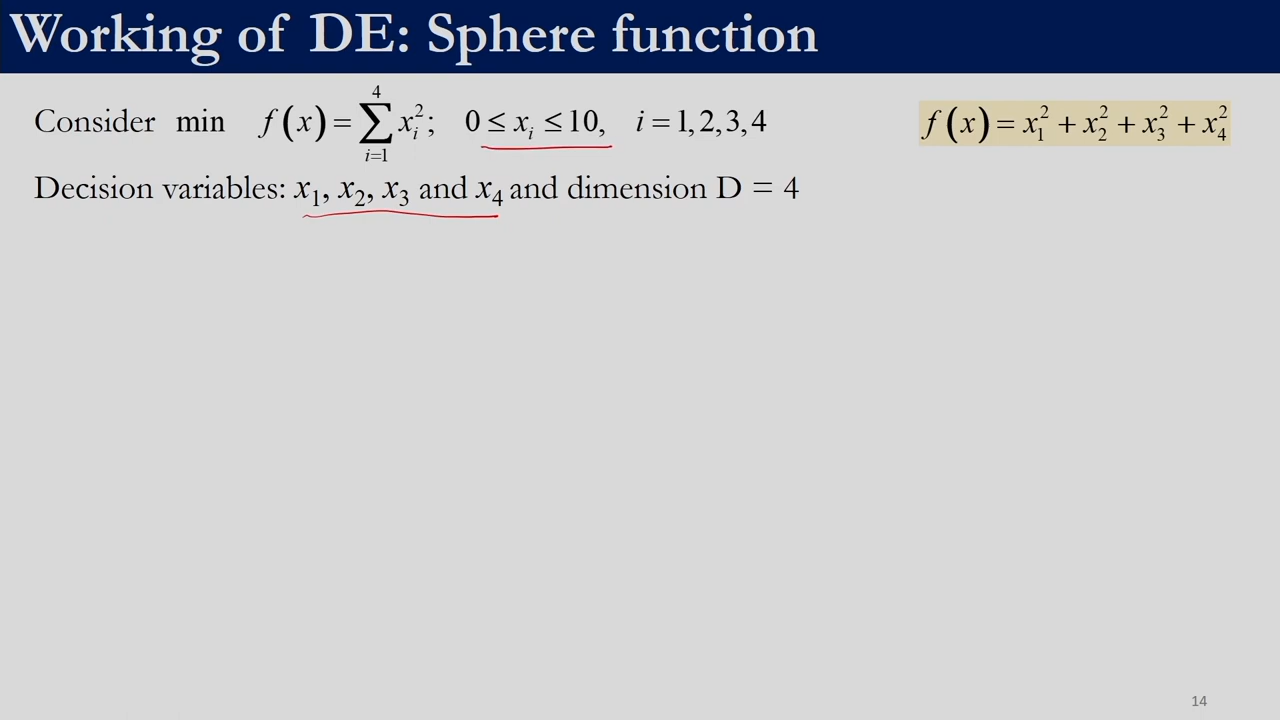 Working of DE: Sphere function
Consider min f(x) = ∑_{i=1}^{4} x_i^2; 0 ≤ x_i ≤ 10, i = 1, 2, 3, 4
f(x) = x_1^2 + x_2^2 + x_3^2 + x_4^2
Decision variables: x_1, x_2, x_3 and x_4 and dimension D = 4
14